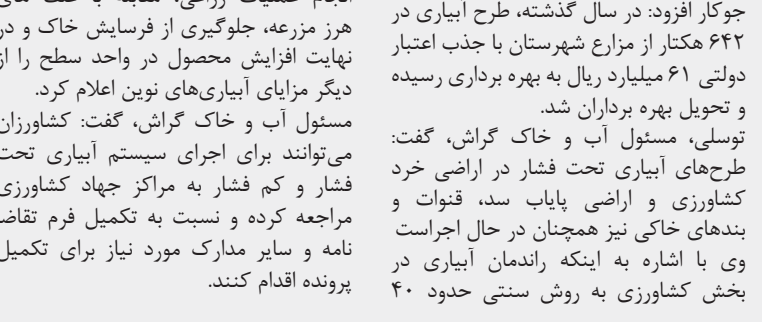 جوکار افزود: در سال گذشته، طرح آبیاری در
۶۴۲ هکتار از مزارع شهرستان با جذب اعتبار
دولتی ۶۱ میلیارد ریال به بهره برداری رسیده
و تحویل بهره برداران شد.
توسلی، مسئول آب و خاک گراش، گفت:
طرح‌های آبیاری تحت فشار در اراضی خرد
کشاورزی و اراضی پایاب سد، قنوات و
بندهای خاکی نیز همچنان در حال اجراست
وی با اشاره به اینکه راندمان آبیاری در
بخش کشاورزی به روش سنتی حدود ۴۰
هرز مزرعه، جلوگیری از فرسایش خاک و در
نهایت افزایش محصول در واحد سطح را از
دیگر مزایای آبیاری‌های نوین اعلام کرد.
مسئول آب و خاک گراش، گفت: کشاورزان
می‌توانند برای اجرای سیستم آبیاری تحت
فشار و کم فشار به مراکز جهاد کشاورزی
مراجعه کرده و نسبت به تکمیل فرم تقاضا
نامه و سایر مدارک مورد نیاز برای تکمیل
پرونده اقدام کنند.